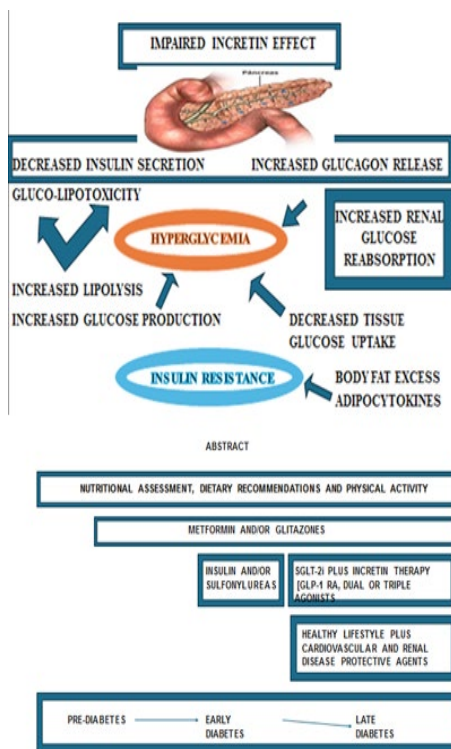 IMPAIRED INCRETIN EFFECT
Páncreas
DECREASED INSULIN SECRETION
INCREASED GLUCAGON RELEASE
GLUCO-LIPOTOXICITY
INCREASED RENAL
GLUCOSE
REABSORPTION
HYPERGLYCEMIA
INCREASED LIPOLYSIS
INCREASED GLUCOSE PRODUCTION
DECREASED TISSUE
GLUCOSE UPTAKE
INSULIN RESISTANCE
BODY FAT EXCESS
ADIPOCYTOKINES
ABSTRACT
NUTRITIONAL ASSESSMENT, DIETARY RECOMMENDATIONS AND PHYSICAL ACTIVITY
METFORMIN AND/OR GLITAZONES
INSULIN AND/OR
SULFONYLUREAS
SGLT-2i PLUS INCRETIN THERAPY
[GLP-1 RA, DUAL OR TRIPLE
AGONISTS
HEALTHY LIFESTYLE PLUS
CARDIOVASCULAR AND RENAL
DISEASE PROTECTIVE AGENTS
PRE-DIABETES
EARLY
DIABETES
LATE
DIABETES